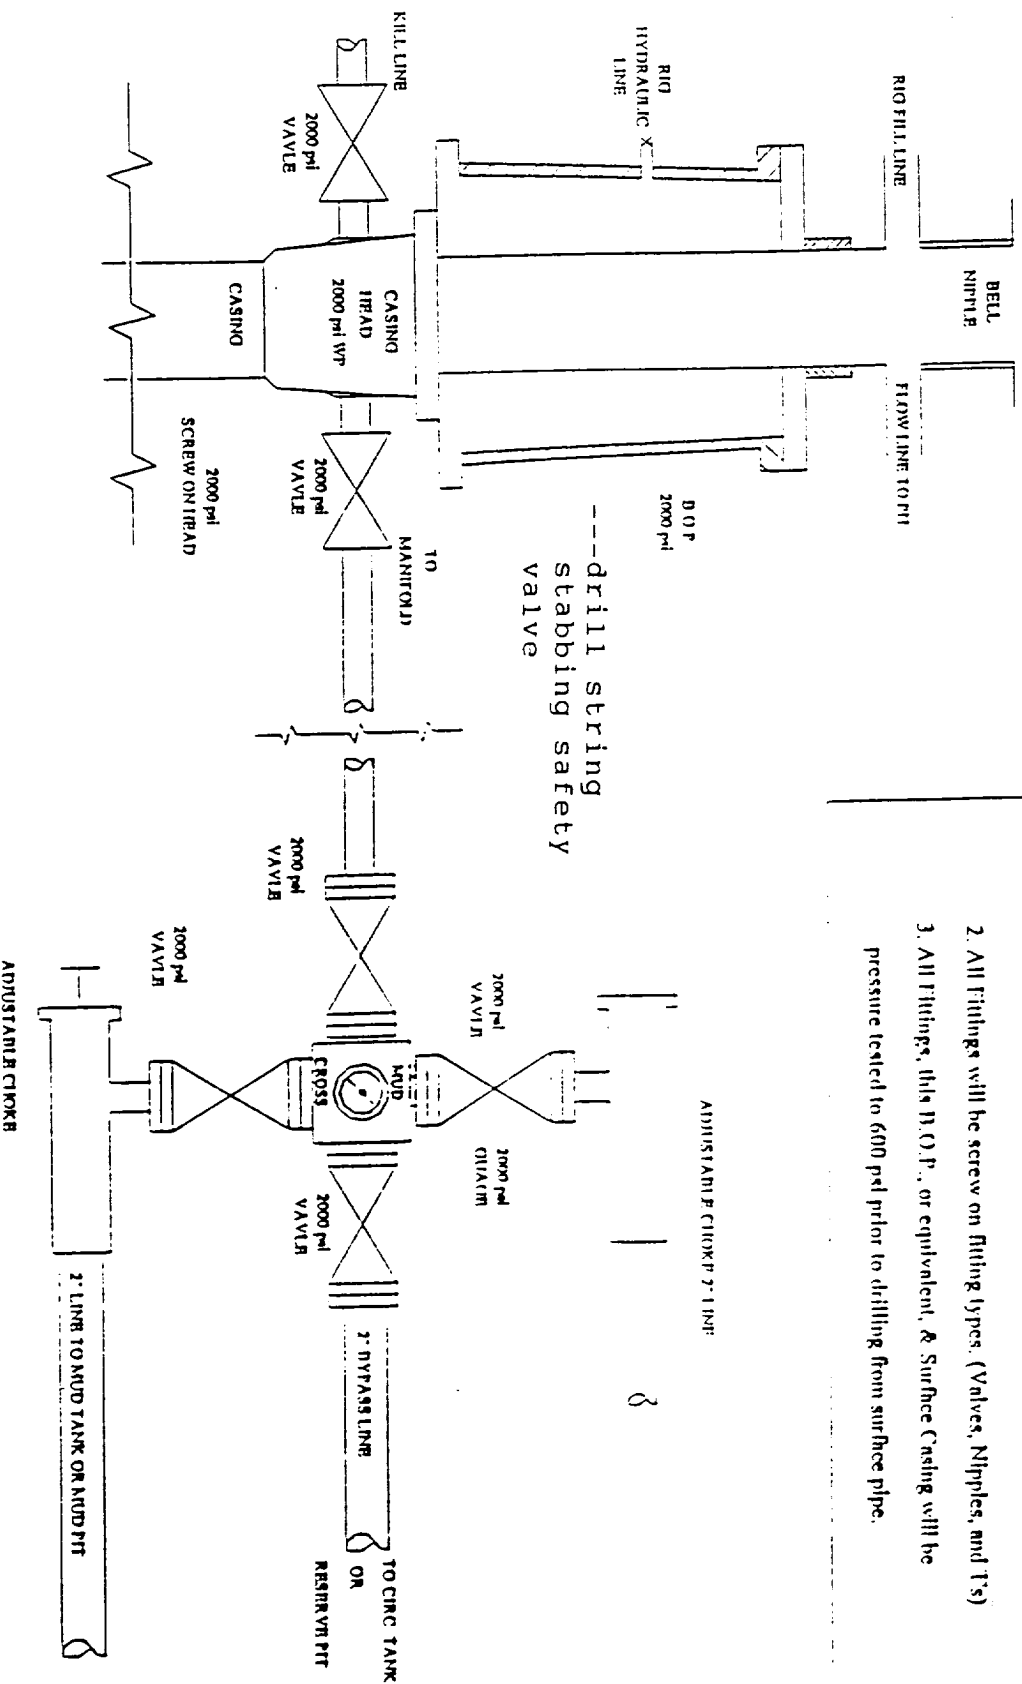 2. All Fittings will be screw on fitting types. (Valves, Nipples, and T's)
3. All Fittings, this B.O.P., or equivalent, & Surface Casing will be
pressure tested to 600 psi prior to drilling from surface pipe.
BELL
NIPPLE
RIG FILL LINE
FLOW LINE TO PIT
RIG
HYDRAULIC X
LINE
B O P
2000 psi
---drill string
stabbing safety
valve
KILL LINE
2000 psi
VAVLE
CASING
HEAD
2000 psi WP
2000 psi
VAVLE
TO
MANIFOLD
CASING
2000 psi
SCREW ON HEAD
ADJUSTABLE CHOKE 2" LINE
2000 psi
VAVLE
2000 psi
VAVLE
2000 psi
MUD
CROSS
2000 psi
VAVLE
2" BYPASS LINE
TO CIRC TANK
OR
RESERVE PIT
2000 psi
VAVLE
ADJUSTABLE CHOKE
2" LINE TO MUD TANK OR MUD PIT